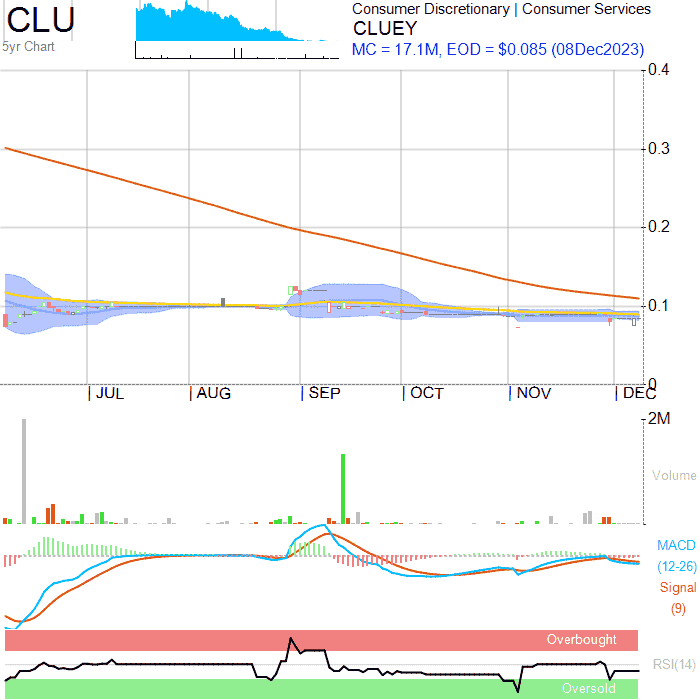 CLU
5yr Chart
Consumer Discretionary | Consumer Services
CLUEY
MC = 17.1M, EOD = $0.085 (08Dec2023)
0.4
0.3
0.2
0.1
0
JUL AUG SEP OCT NOV DEC
2M
Volume
MACD
(12-26)
Signal
(9)
Overbought
RSI(14)
Oversold